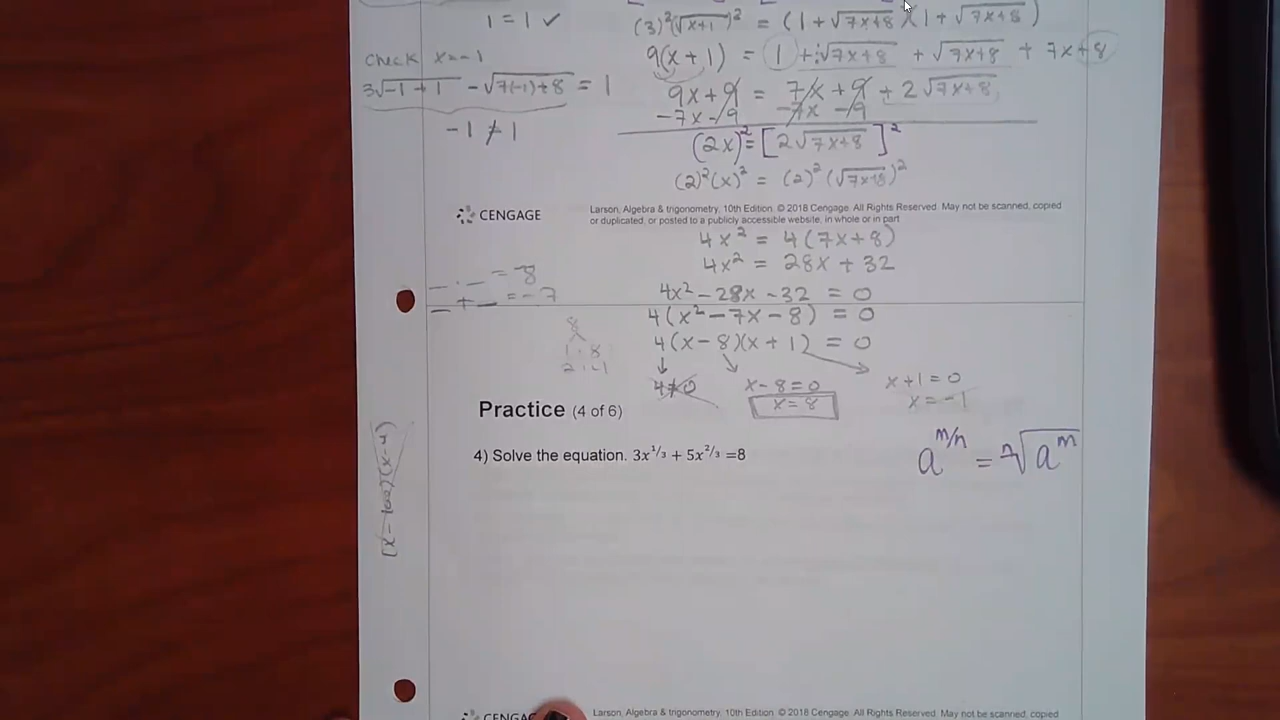 1 = 1 ✓
(3)²(√x+1)² = (1 + √7x+8)(1 + √7x+8)
check x=-1
9(x + 1) = 1 + √7x+8 + √7x+8 + 7x+8
3√-1+1 - √7(-1)+8 = 1
9x+9 = 7x + 9 + 2√7x+8
-7x -9 -7x -9
-1 ≠ 1
(2x)² = [2√7x+8]²
(2)²(x)² = (2)²(√7x+8)²
CENGAGE
Larson, Algebra & trigonometry, 10th Edition. © 2018 Cengage. All Rights Reserved. May not be scanned, copied
or duplicated, or posted to a publicly accessible website, in whole or in part
4x² = 4(7x+8)
4x² = 28x + 32
_ · _ = -8
_ + _ = -7
4x² - 28x - 32 = 0
4(x² - 7x - 8) = 0
4(x - 8)(x + 1) = 0
8
1 · 8
4≠0
x-8=0
x=8
x+1=0
x=-1
Practice (4 of 6)
4) Solve the equation. 3x^1/3 + 5x^2/3 =8
a^m/n = ⁿ√a^m
(x-4)
CENGAG
Larson, Algebra & trigonometry, 10th Edition. © 2018 Cengage. All Rights Reserved. May not be scanned, copied